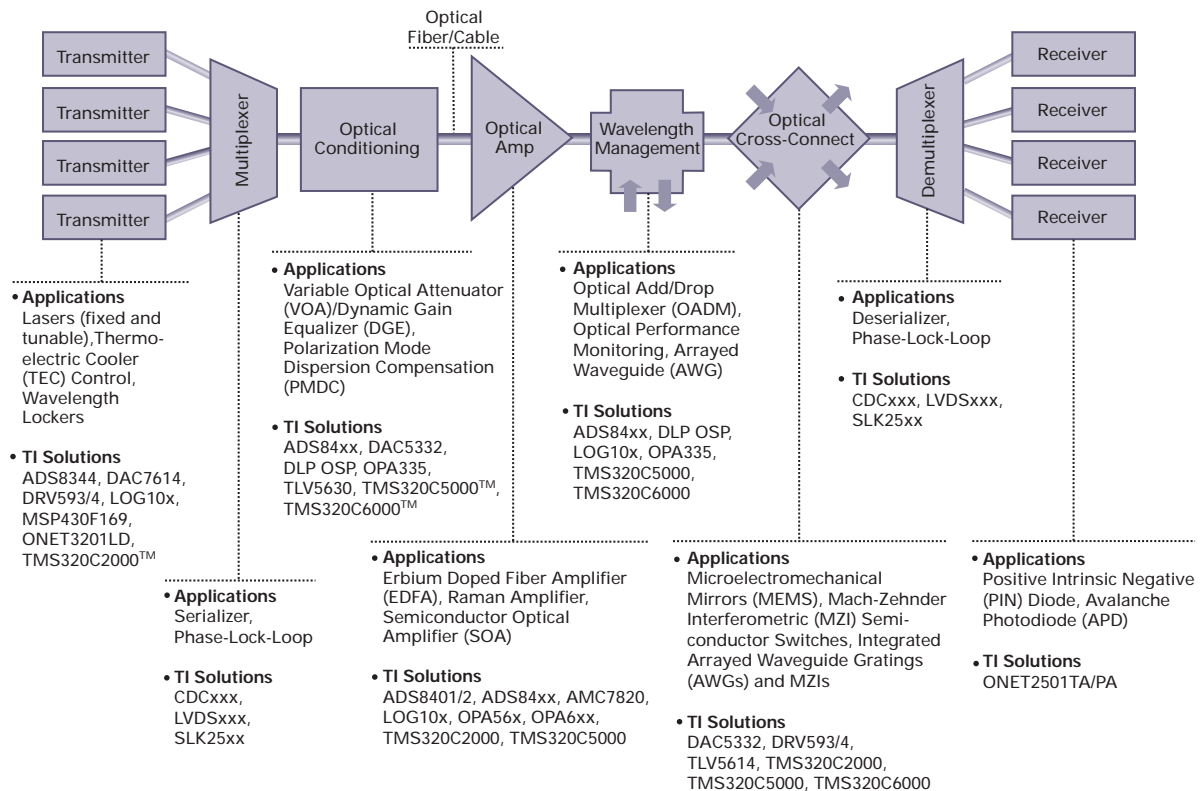 Optical
Fiber/Cable
Transmitter
Transmitter
Transmitter
Transmitter
Multiplexer
Optical
Conditioning
Optical
Amp
Wavelength
Management
Optical
Cross-Connect
Demultiplexer
Receiver
Receiver
Receiver
Receiver
• Applications
Lasers (fixed and
tunable),Thermo-
electric Cooler
(TEC) Control,
Wavelength
Lockers
• TI Solutions
ADS8344, DAC7614,
DRV593/4, LOG10x,
MSP430F169,
ONET3201LD,
TMS320C2000™
• Applications
Serializer,
Phase-Lock-Loop
• TI Solutions
CDCxxx,
LVDSxxx,
SLK25xx
• Applications
Variable Optical Attenuator
(VOA)/Dynamic Gain
Equalizer (DGE),
Polarization Mode
Dispersion Compensation
(PMDC)
• TI Solutions
ADS84xx, DAC5332,
DLP OSP, OPA335,
TLV5630, TMS320C5000™,
TMS320C6000™
• Applications
Erbium Doped Fiber Amplifier
(EDFA), Raman Amplifier,
Semiconductor Optical
Amplifier (SOA)
• TI Solutions
ADS8401/2, ADS84xx, AMC7820,
LOG10x, OPA56x, OPA6xx,
TMS320C2000, TMS320C5000
• Applications
Optical Add/Drop
Multiplexer (OADM),
Optical Performance
Monitoring, Arrayed
Waveguide (AWG)
• TI Solutions
ADS84xx, DLP OSP,
LOG10x, OPA335,
TMS320C5000,
TMS320C6000
• Applications
Microelectromechanical
Mirrors (MEMS), Mach-Zehnder
Interferometric (MZI) Semi-
conductor Switches, Integrated
Arrayed Waveguide Gratings
(AWGs) and MZIs
• TI Solutions
DAC5332, DRV593/4,
TLV5614, TMS320C2000,
TMS320C5000, TMS320C6000
• Applications
Deserializer,
Phase-Lock-Loop
• TI Solutions
CDCxxx, LVDSxxx,
SLK25xx
• Applications
Positive Intrinsic Negative
(PIN) Diode, Avalanche
Photodiode (APD)
• TI Solutions
ONET2501TA/PA